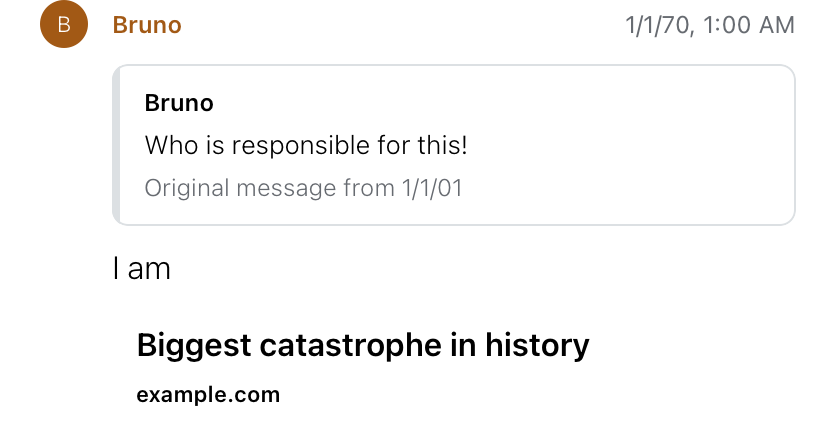 B Bruno 1/1/70, 1:00 AM
Bruno
Who is responsible for this!
Original message from 1/1/01
I am
Biggest catastrophe in history
example.com